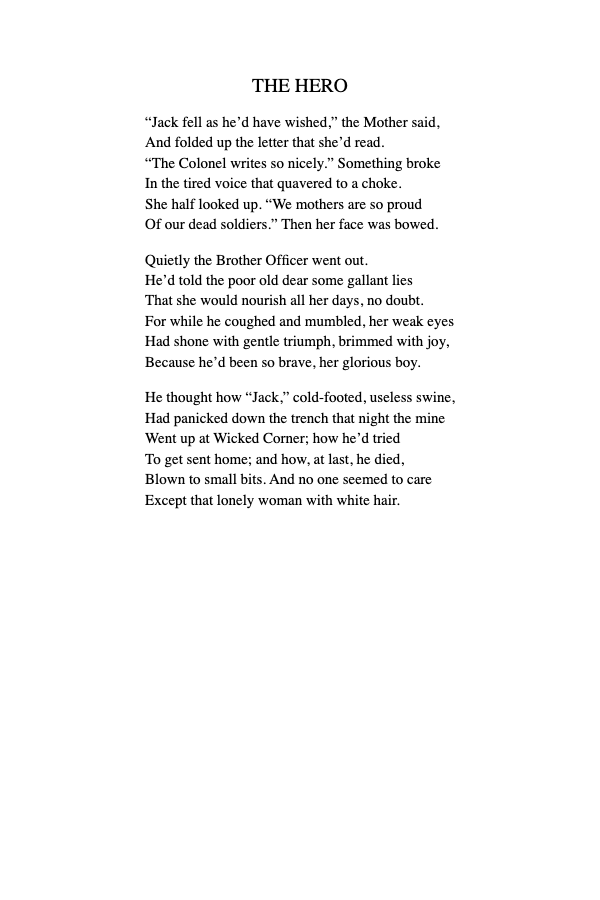 THE HERO
“Jack fell as he’d have wished,” the Mother said,
And folded up the letter that she’d read.
“The Colonel writes so nicely.” Something broke
In the tired voice that quavered to a choke.
She half looked up. “We mothers are so proud
Of our dead soldiers.” Then her face was bowed.
Quietly the Brother Officer went out.
He’d told the poor old dear some gallant lies
That she would nourish all her days, no doubt.
For while he coughed and mumbled, her weak eyes
Had shone with gentle triumph, brimmed with joy,
Because he’d been so brave, her glorious boy.
He thought how “Jack,” cold-footed, useless swine,
Had panicked down the trench that night the mine
Went up at Wicked Corner; how he’d tried
To get sent home; and how, at last, he died,
Blown to small bits. And no one seemed to care
Except that lonely woman with white hair.